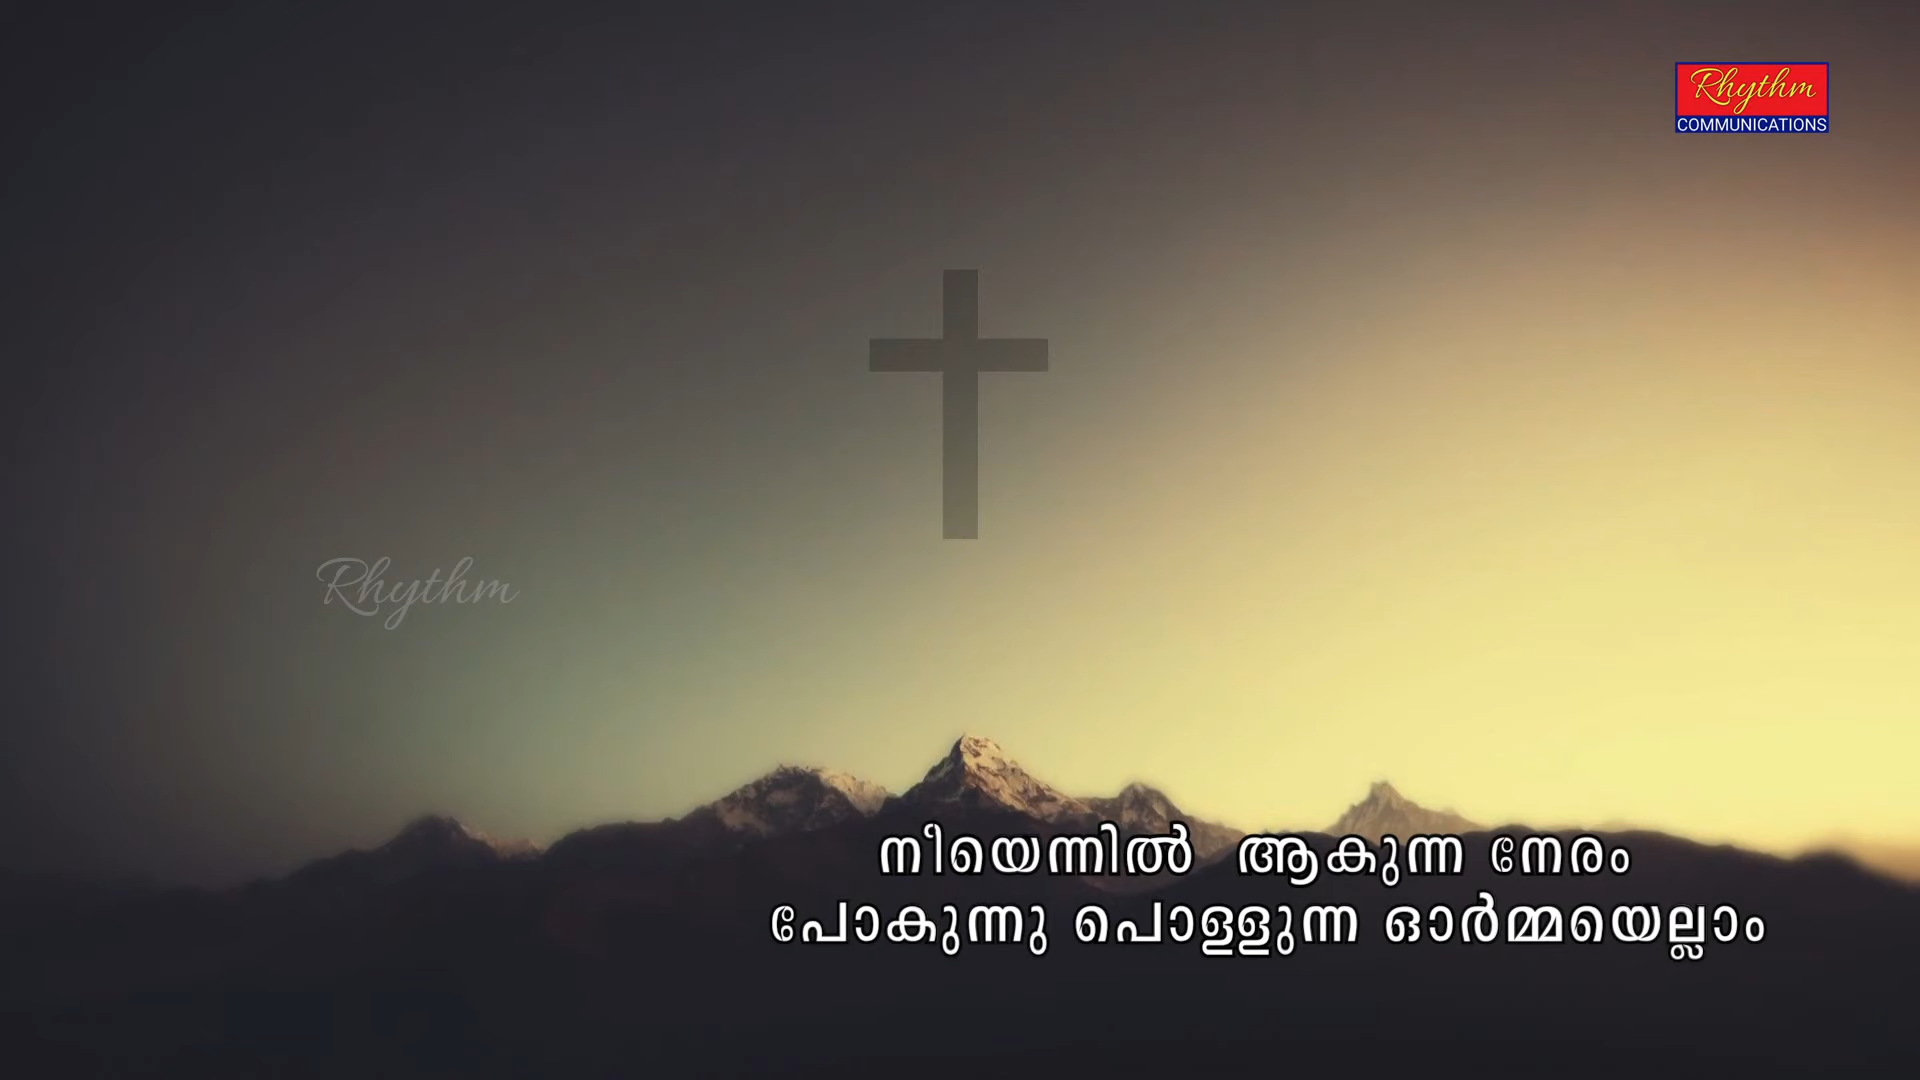 Rhythm
COMMUNICATIONS
Rhythm
നീയെന്നിൽ ആകുന്ന നേരം
പോകുന്നു പൊള്ളുന്ന ഓർമ്മയെല്ലാം